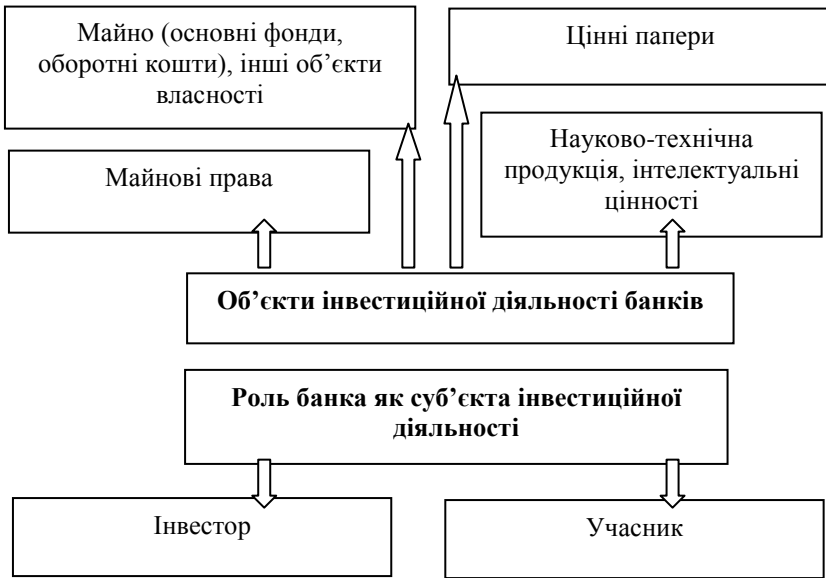 Майно (основні фонди,
оборотні кошти), інші об’єкти
власності
Цінні папери
Майнові права
Науково-технічна
продукція, інтелектуальні
цінності
Об’єкти інвестиційної діяльності банків
Роль банка як суб’єкта інвестиційної
діяльності
Інвестор
Учасник